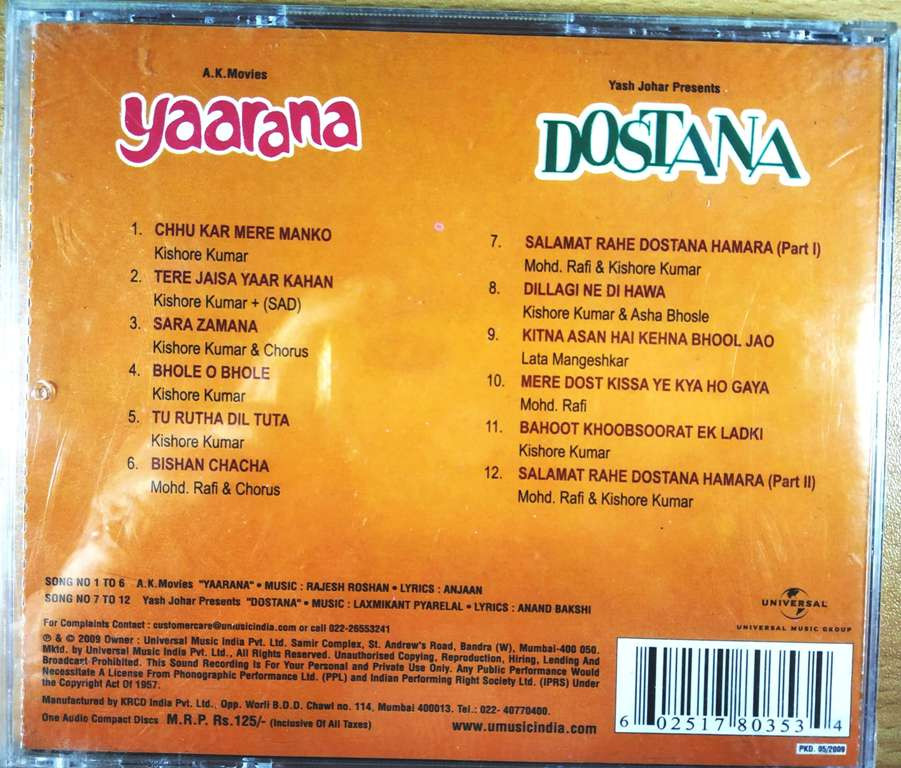 A.K.Movies
yaarana
1. CHHU KAR MERE MANKO
Kishore Kumar
2. TERE JAISA YAAR KAHAN
Kishore Kumar + (SAD)
3. SARA ZAMANA
Kishore Kumar & Chorus
4. BHOLE O BHOLE
Kishore Kumar
5. TU RUTHA DIL TUTA
Kishore Kumar
6. BISHAN CHACHA
Mohd. Rafi & Chorus
Yash Johar Presents
DOSTANA
7. SALAMAT RAHE DOSTANA HAMARA (Part I)
Mohd. Rafi & Kishore Kumar
8. DILLAGI NE DI HAWA
Kishore Kumar & Asha Bhosle
9. KITNA ASAN HAI KEHNA BHOOL JAO
Lata Mangeshkar
10. MERE DOST KISSA YE KYA HO GAYA
Mohd. Rafi
11. BAHOOT KHOOBSOORAT EK LADKI
Kishore Kumar
12. SALAMAT RAHE DOSTANA HAMARA (Part II)
Mohd. Rafi & Kishore Kumar
SONG NO 1 TO 6 A.K.Movies "YAARANA" • MUSIC : RAJESH ROSHAN • LYRICS : ANJAAN
SONG NO 7 TO 12 Yash Johar Presents "DOSTANA" • MUSIC : LAXMIKANT PYARELAL • LYRICS : ANAND BAKSHI
For Complaints Contact : customercare@unusicindia.com or call 022-26553241
℗ & © 2009 Owner : Universal Music India Pvt. Ltd. Samir Complex, St. Andrew's Road, Bandra (W), Mumbai-400 050.
Mktd. by Universal Music India Pvt. Ltd., All Rights Reserved. Unauthorised Copying, Reproduction, Hiring, Lending And
Broadcast Prohibited. This Sound Recording Is For Your Personal and Private Use Only. Any Public Performance Would
Necessitate A License From Phonographic Performance Ltd. (PPL) and Indian Performing Right Society Ltd. (IPRS) Under
the Copyright Act Of 1957.
Manufactured by KRCD India Pvt. Ltd., Opp. Worli B.D.D. Chawl no. 114, Mumbai 400013. Tel.: 022- 40770400.
One Audio Compact Discs M.R.P. Rs.125/- (Inclusive Of All Taxes)
www.umusicindia.com
UNIVERSAL
UNIVERSAL MUSIC GROUP
6 02517 80353 4
PKD. 05/2009